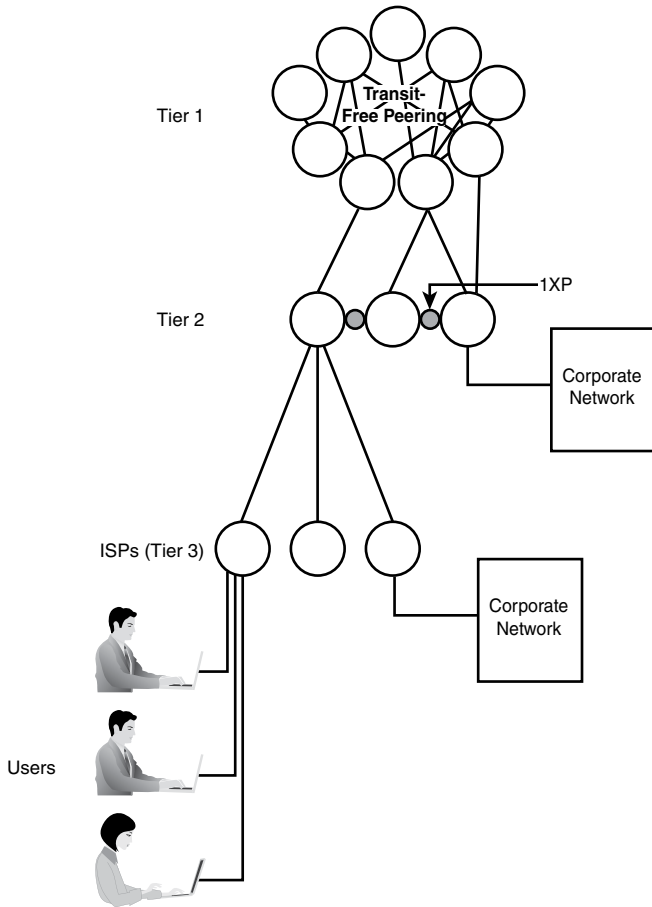 Tier 1
Transit-
Free Peering
1XP
Tier 2
Corporate
Network
ISPs (Tier 3)
Corporate
Network
Users